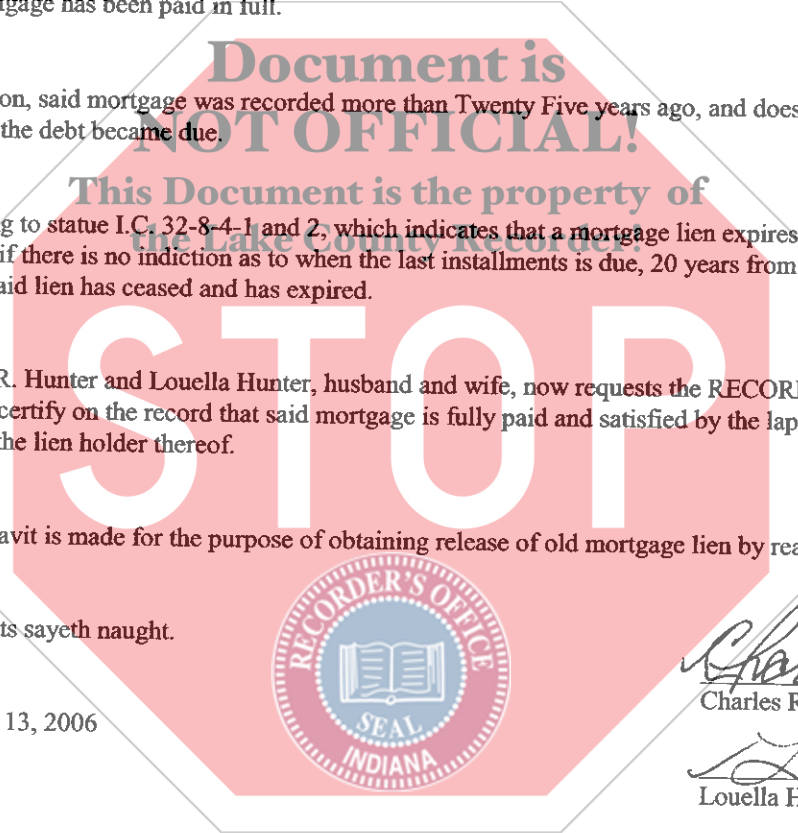 tgage has been paid in full.
Document is
on, said mortgage was recorded more than Twenty Five years ago, and does
NOT OFFICIAL!
the debt became due.
This Document is the property of
g to statue I.C. 32-8-4-1 and 2, which indicates that a mortgage lien expires
the Lake County Recorder!
if there is no indiction as to when the last installments is due, 20 years from
aid lien has ceased and has expired.
STOP
R. Hunter and Louella Hunter, husband and wife, now requests the RECOR
certify on the record that said mortgage is fully paid and satisfied by the lap
the lien holder thereof.
avit is made for the purpose of obtaining release of old mortgage lien by rea
RECORDER'S OFFICE
SEAL
INDIANA
ts sayeth naught.
Charles R
13, 2006
Louella H